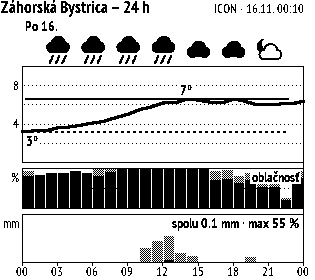 Záhorská Bystrica – 24 h ICON · 16.11. 00:10
Po 16.
8
7°
4
3°
% oblačnosť
mm spolu 0.1 mm · max 55 %
00 03 06 09 12 15 18 21 00